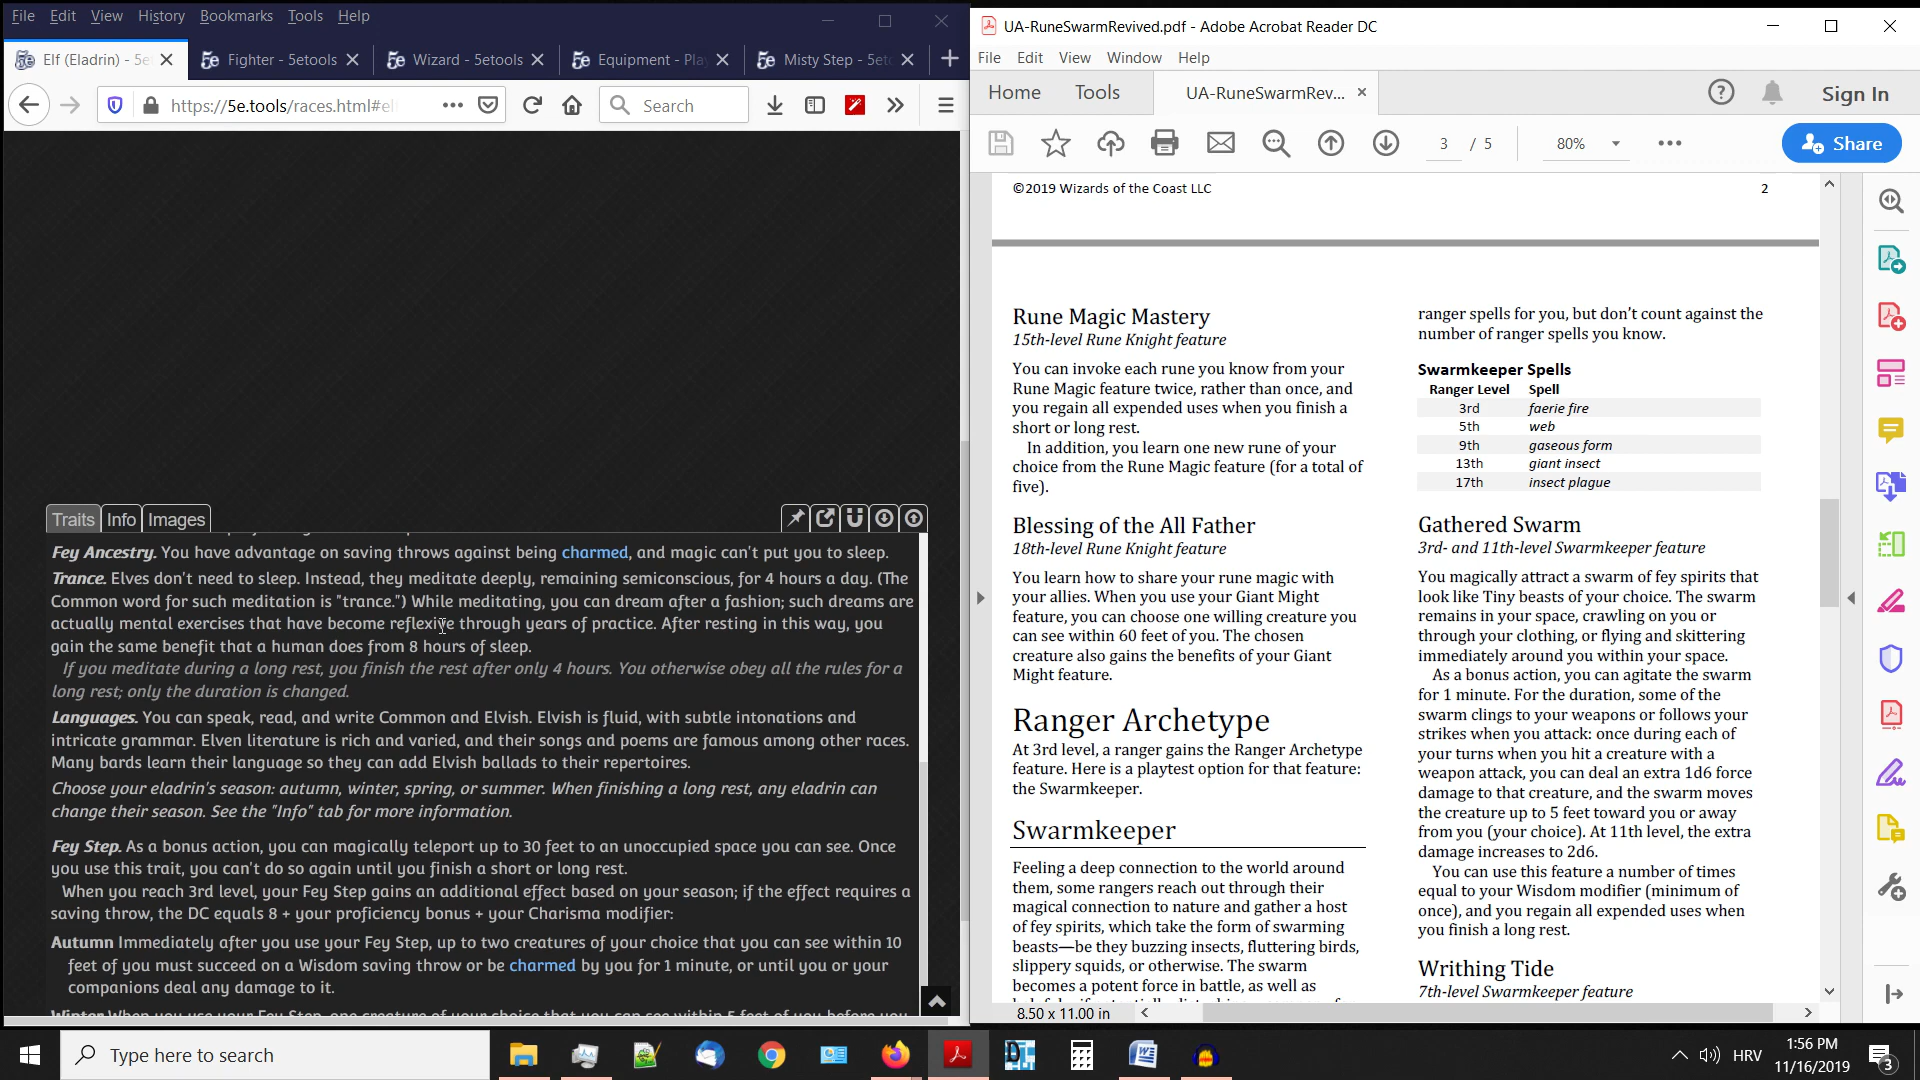 File Edit View History Bookmarks Tools Help
Elf (Eladrin) - 5e
Fighter - 5etools
Wizard - 5etools
Equipment - Play
Misty Step - 5eto
https://5e.tools/races.html#el
Search
Traits Info Images
Fey Ancestry. You have advantage on saving throws against being charmed, and magic can't put you to sleep.
Trance. Elves don't need to sleep. Instead, they meditate deeply, remaining semiconscious, for 4 hours a day. (The
Common word for such meditation is "trance.") While meditating, you can dream after a fashion; such dreams are
actually mental exercises that have become reflexive through years of practice. After resting in this way, you
gain the same benefit that a human does from 8 hours of sleep.
If you meditate during a long rest, you finish the rest after only 4 hours. You otherwise obey all the rules for a
long rest; only the duration is changed.
Languages. You can speak, read, and write Common and Elvish. Elvish is fluid, with subtle intonations and
intricate grammar. Elven literature is rich and varied, and their songs and poems are famous among other races.
Many bards learn their language so they can add Elvish ballads to their repertoires.
Choose your eladrin's season: autumn, winter, spring, or summer. When finishing a long rest, any eladrin can
change their season. See the "Info" tab for more information.
Fey Step. As a bonus action, you can magically teleport up to 30 feet to an unoccupied space you can see. Once
you use this trait, you can't do so again until you finish a short or long rest.
When you reach 3rd level, your Fey Step gains an additional effect based on your season; if the effect requires a
saving throw, the DC equals 8 + your proficiency bonus + your Charisma modifier:
Autumn Immediately after you use your Fey Step, up to two creatures of your choice that you can see within 10
feet of you must succeed on a Wisdom saving throw or be charmed by you for 1 minute, or until you or your
companions deal any damage to it.
Winter When you use your Fey Step, one creature of your choice that you can see within 5 feet of you before you
UA-RuneSwarmRevived.pdf - Adobe Acrobat Reader DC
File Edit View Window Help
Home Tools UA-RuneSwarmRev... Sign In
3 / 5 80% Share
©2019 Wizards of the Coast LLC 2
Rune Magic Mastery
15th-level Rune Knight feature
You can invoke each rune you know from your
Rune Magic feature twice, rather than once, and
you regain all expended uses when you finish a
short or long rest.
In addition, you learn one new rune of your
choice from the Rune Magic feature (for a total of
five).
Blessing of the All Father
18th-level Rune Knight feature
You learn how to share your rune magic with
your allies. When you use your Giant Might
feature, you can choose one willing creature you
can see within 60 feet of you. The chosen
creature also gains the benefits of your Giant
Might feature.
Ranger Archetype
At 3rd level, a ranger gains the Ranger Archetype
feature. Here is a playtest option for that feature:
the Swarmkeeper.
Swarmkeeper
Feeling a deep connection to the world around
them, some rangers reach out through their
magical connection to nature and gather a host
of fey spirits, which take the form of swarming
beasts—be they buzzing insects, fluttering birds,
slippery squids, or otherwise. The swarm
becomes a potent force in battle, as well as
ranger spells for you, but don't count against the
number of ranger spells you know.
Swarmkeeper Spells
Ranger Level Spell
3rd faerie fire
5th web
9th gaseous form
13th giant insect
17th insect plague
Gathered Swarm
3rd- and 11th-level Swarmkeeper feature
You magically attract a swarm of fey spirits that
look like Tiny beasts of your choice. The swarm
remains in your space, crawling on you or
through your clothing, or flying and skittering
immediately around you within your space.
As a bonus action, you can agitate the swarm
for 1 minute. For the duration, some of the
swarm clings to your weapons or follows your
strikes when you attack: once during each of
your turns when you hit a creature with a
weapon attack, you can deal an extra 1d6 force
damage to that creature, and the swarm moves
the creature up to 5 feet toward you or away
from you (your choice). At 11th level, the extra
damage increases to 2d6.
You can use this feature a number of times
equal to your Wisdom modifier (minimum of
once), and you regain all expended uses when
you finish a long rest.
Writhing Tide
7th-level Swarmkeeper feature
8.50 x 11.00 in
Type here to search
HRV
1:56 PM
11/16/2019
3